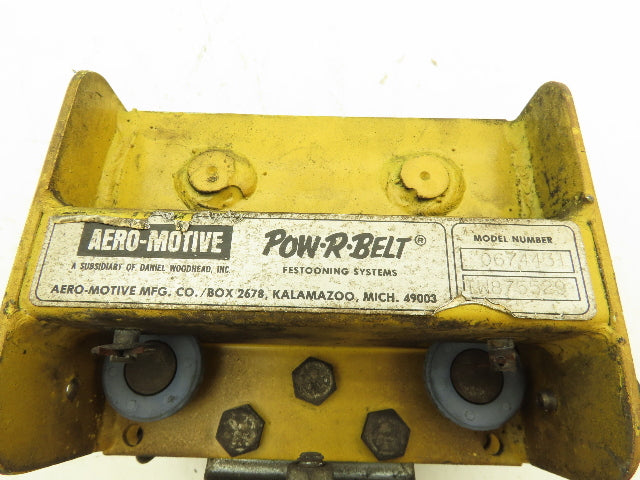 AERO-MOTIVE
A SUBSIDIARY OF DANIEL WOODHEAD, INC.
AERO-MOTIVE MFG. CO./BOX 2678, KALAMAZOO, MICH. 49003
POW-R-BELT®
FESTOONING SYSTEMS
MODEL NUMBER